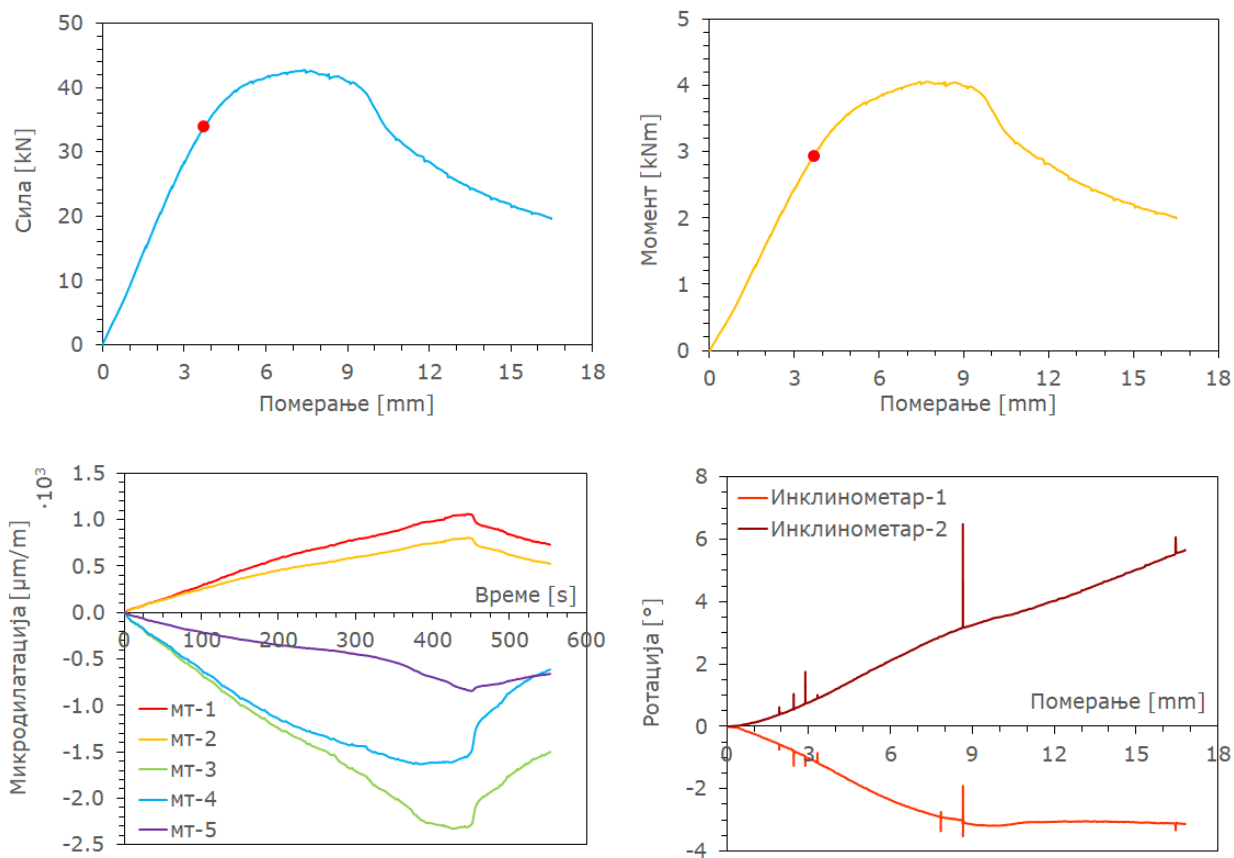 50
40
30
20
10
0
Сила [kN]
0 3 6 9 12 15 18
Померање [mm]
5
4
3
2
1
0
Момент [kNm]
0 3 6 9 12 15 18
Померање [mm]
1.5
1.0
0.5
0.0
-0.5
-1.0
-1.5
-2.0
-2.5
·10³
Микродилатација [µm/m]
Време [s]
0 100 200 300 400 500 600
мт-1
мт-2
мт-3
мт-4
мт-5
8
6
4
2
0
-2
-4
Ротација [°]
Инклинометар-1
Инклинометар-2
Померање [mm]
0 3 6 9 12 15 18